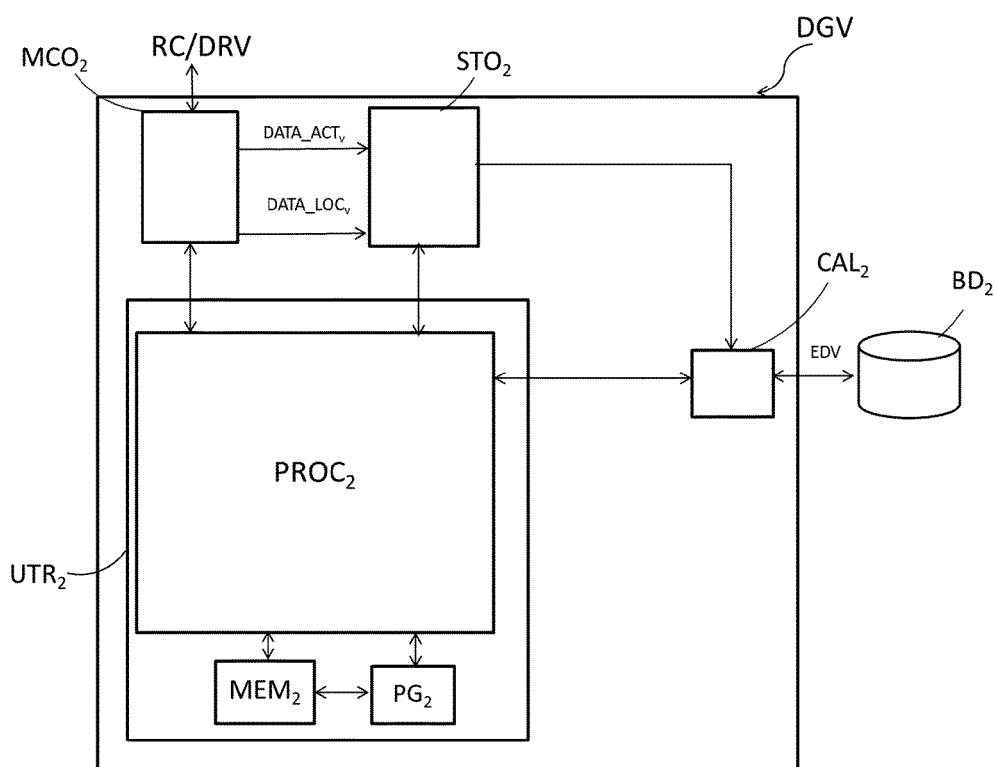 DGV
RC/DRV
MCO₂
STO₂
DATA_ACTᵥ
DATA_LOCᵥ
CAL₂
BD₂
EDV
PROC₂
UTR₂
MEM₂
PG₂